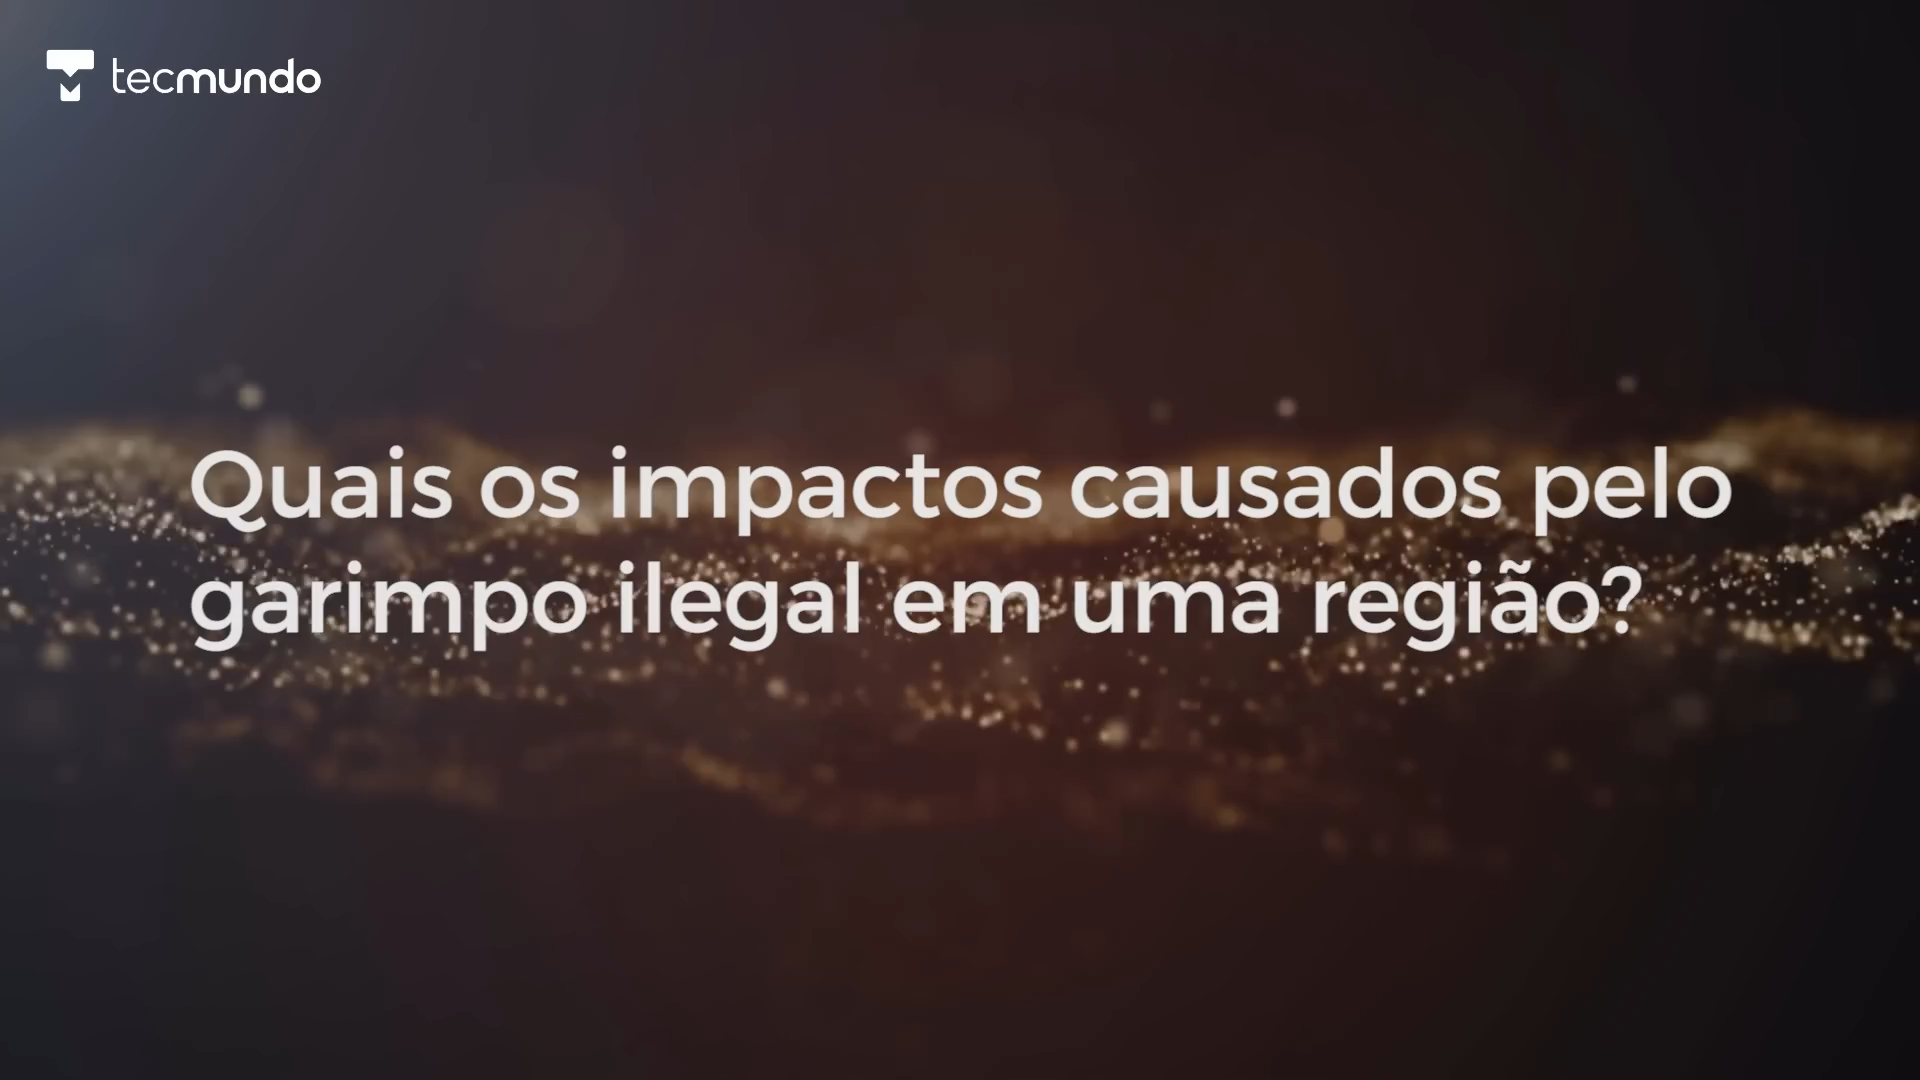 tecmundo
Quais os impactos causados pelo
garimpo ilegal em uma região?